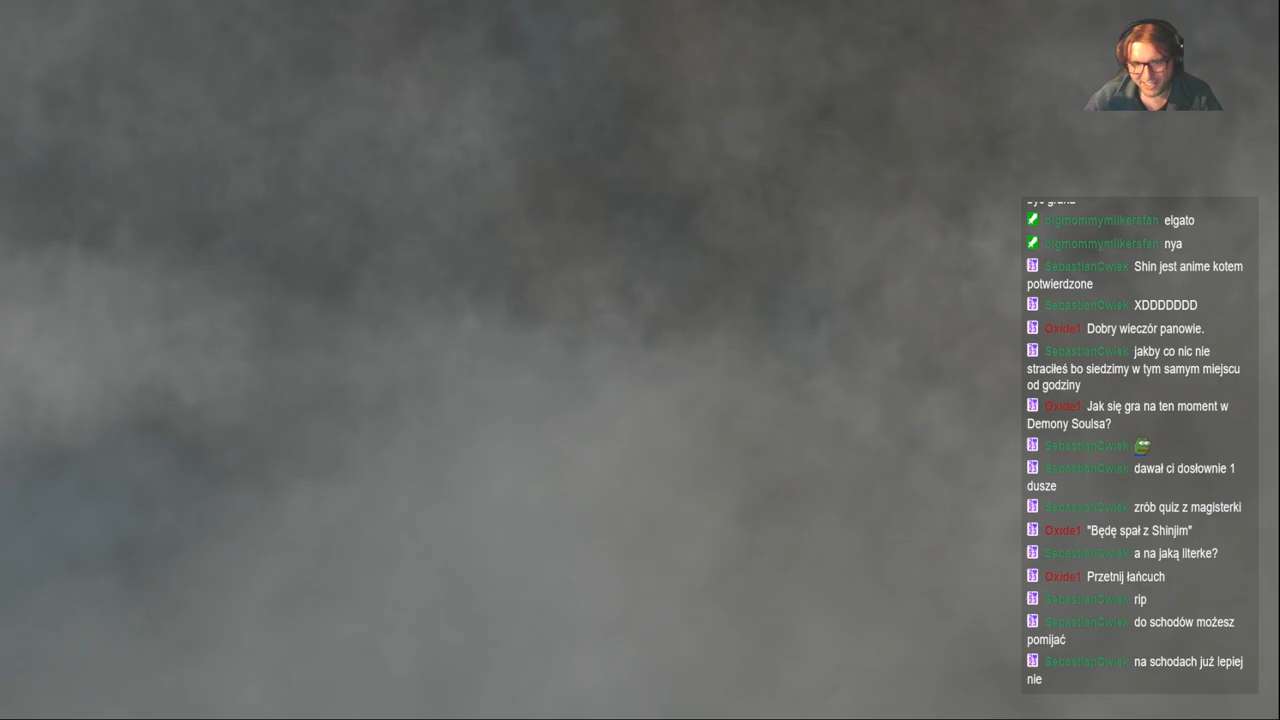 bigmommymilkersfan elgato
bigmommymilkersfan nya
SebastianCwiek Shin jest anime kotem
potwierdzone
SebastianCwiek XDDDDDDD
Oxide1 Dobry wieczór panowie.
SebastianCwiek jakby co nic nie
straciłeś bo siedzimy w tym samym miejscu
od godziny
Oxide1 Jak się gra na ten moment w
Demony Soulsa?
SebastianCwiek
SebastianCwiek dawał ci dosłownie 1
dusze
SebastianCwiek zrób quiz z magisterki
Oxide1 "Będę spał z Shinjim"
SebastianCwiek a na jaką literke?
Oxide1 Przetnij łańcuch
SebastianCwiek rip
SebastianCwiek do schodów możesz
pomijać
SebastianCwiek na schodach już lepiej
nie